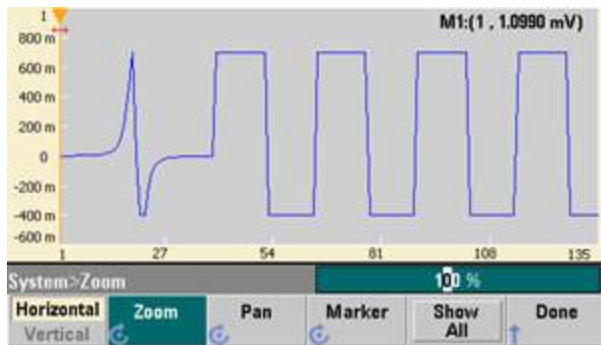 1
M1:(1 , 1.0990 mV)
800 m
600 m
400 m
200 m
0
-200 m
-400 m
-600 m
1 27 54 81 108 135
System>Zoom 100 %
Horizontal Zoom Pan Marker Show All Done
Vertical